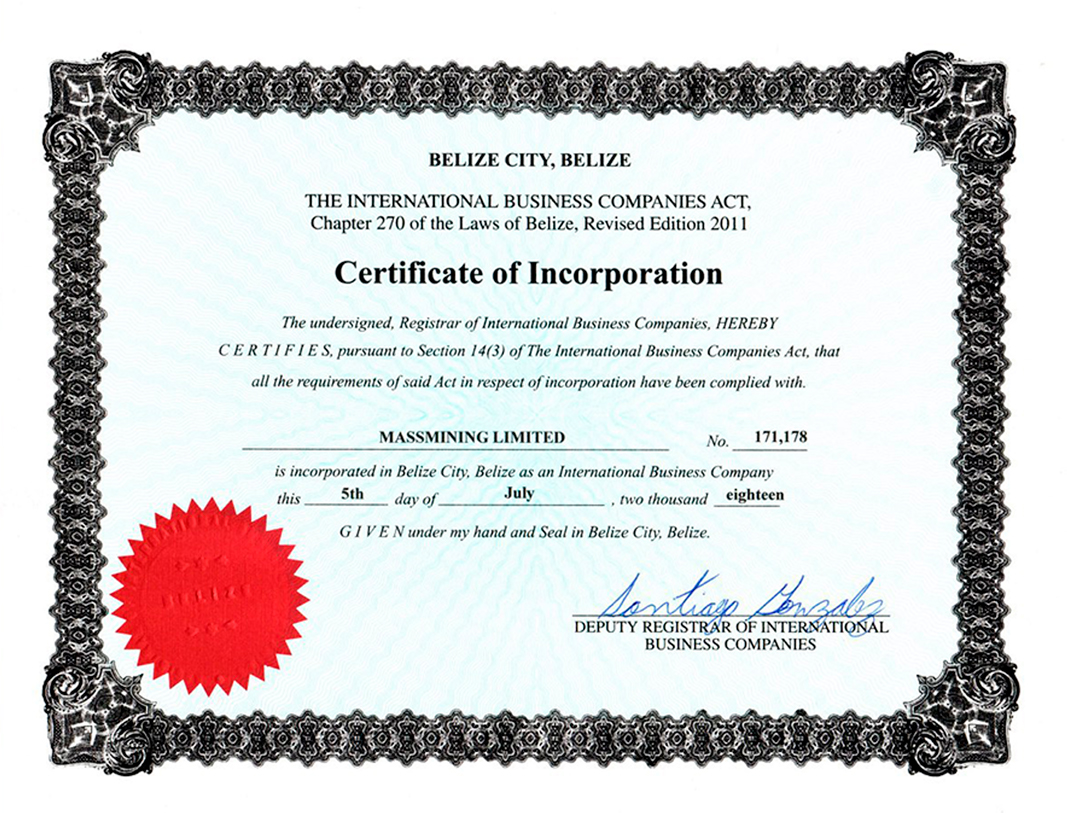 BELIZE CITY, BELIZE
THE INTERNATIONAL BUSINESS COMPANIES ACT,
Chapter 270 of the Laws of Belize, Revised Edition 2011
Certificate of Incorporation
The undersigned, Registrar of International Business Companies, HEREBY
C E R T I F I E S, pursuant to Section 14(3) of The International Business Companies Act, that
all the requirements of said Act in respect of incorporation have been complied with.
MASSMINING LIMITED No. 171,178
is incorporated in Belize City, Belize as an International Business Company
this 5th day of July , two thousand eighteen
G I V E N under my hand and Seal in Belize City, Belize.
BELIZE
Santiago Gonzalez
DEPUTY REGISTRAR OF INTERNATIONAL
BUSINESS COMPANIES